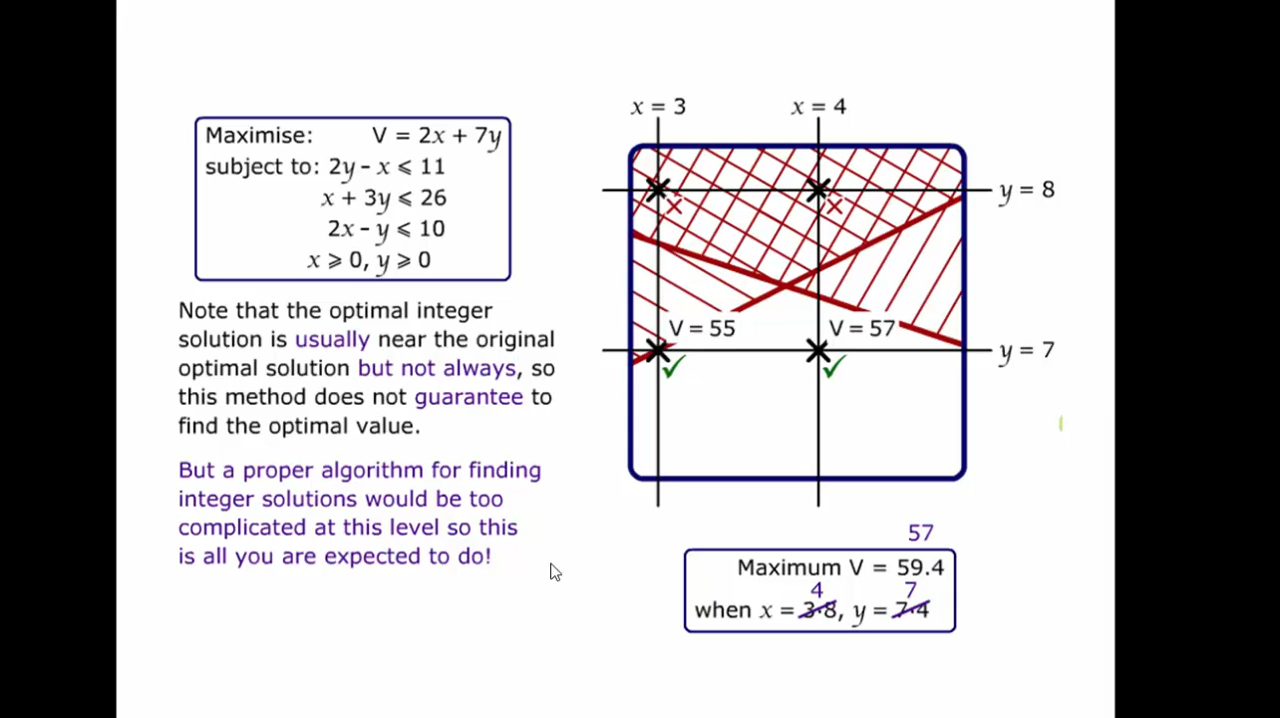 Maximise: V = 2x + 7y
subject to: 2y – x ⩽ 11
x + 3y ⩽ 26
2x – y ⩽ 10
x ⩾ 0, y ⩾ 0
Note that the optimal integer
solution is usually near the original
optimal solution but not always, so
this method does not guarantee to
find the optimal value.
But a proper algorithm for finding
integer solutions would be too
complicated at this level so this
is all you are expected to do!
x = 3
x = 4
y = 8
V = 55
V = 57
y = 7
57
Maximum V = 59.4
4 7
when x = 3·8, y = 7·4